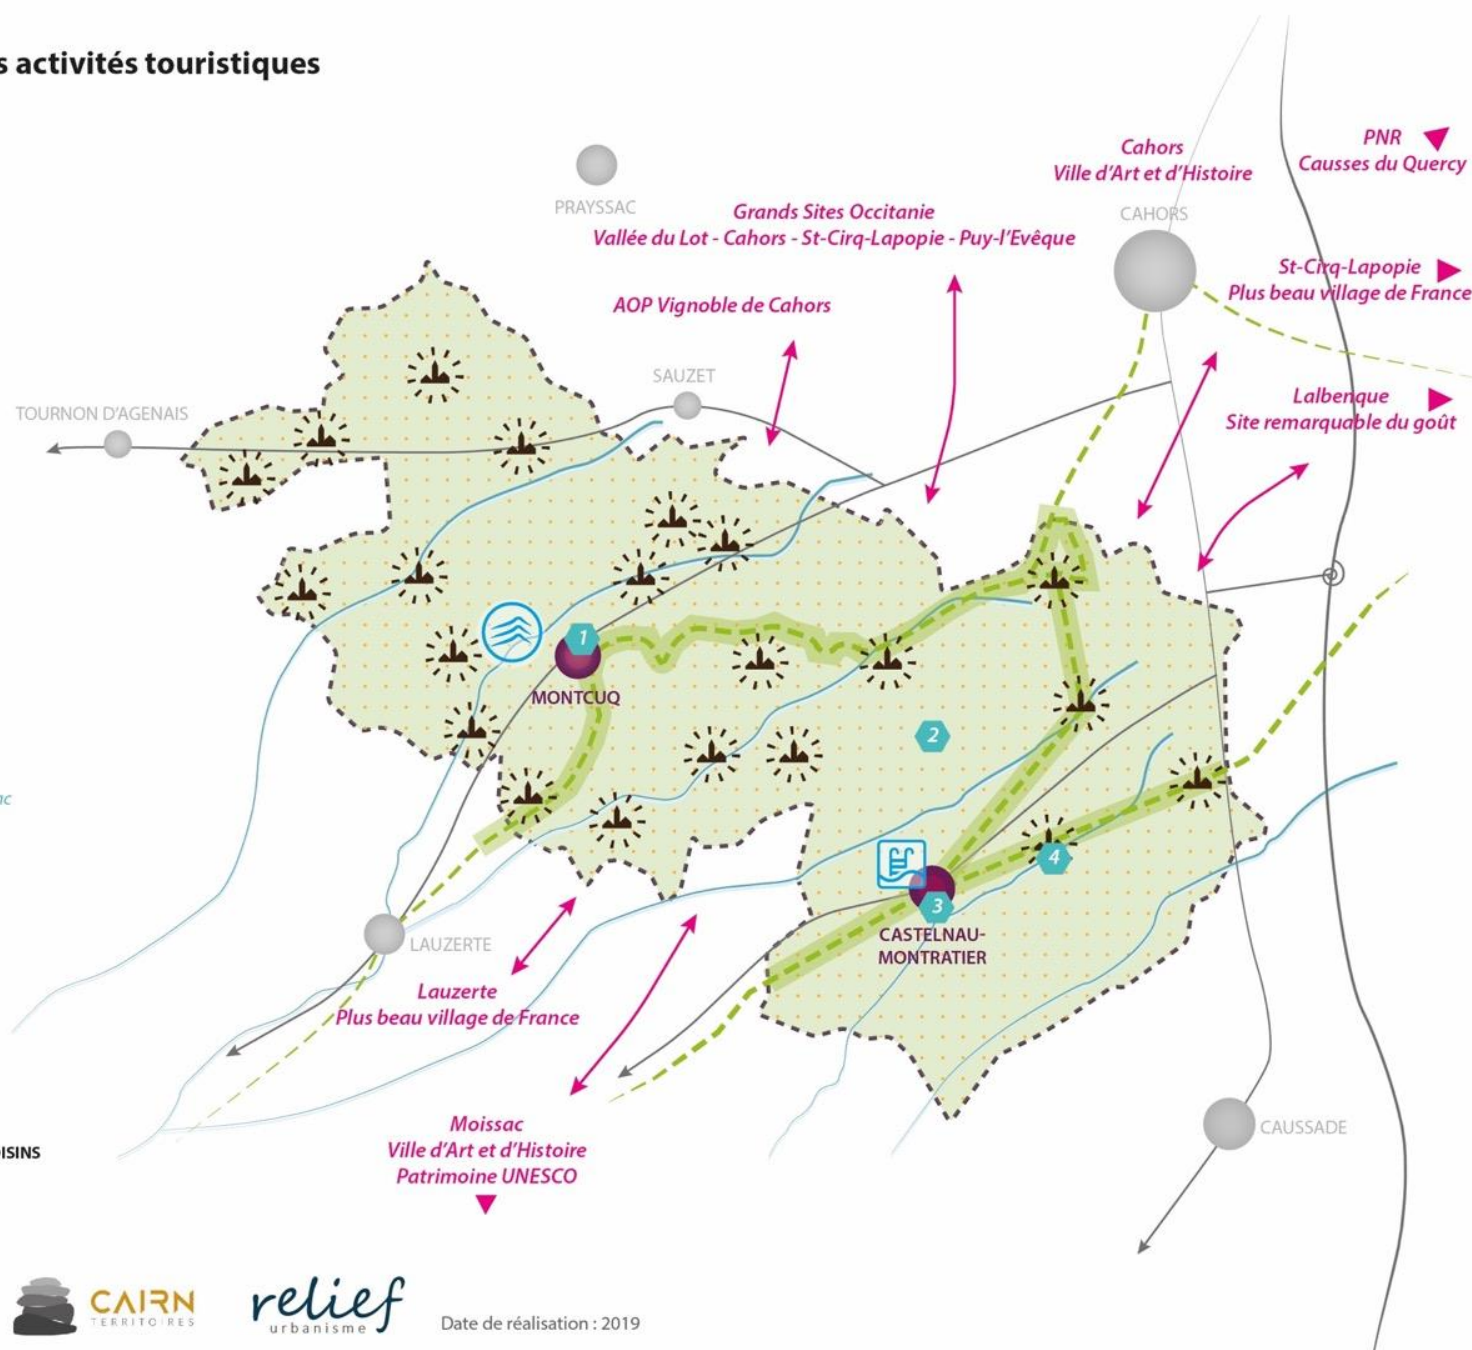 s activités touristiques
PNR
Causses du Quercy
Cahors
Ville d'Art et d'Histoire
PRAYSSAC
Grands Sites Occitanie
Vallée du Lot - Cahors - St-Cirq-Lapopie - Puy-l'Evêque
CAHORS
St-Cirq-Lapopie
Plus beau village de France
AOP Vignoble de Cahors
SAUZET
TOURNON D'AGENAIS
Lalbenque
Site remarquable du goût
1
MONTCUQ
2
ac
4
3
CASTELNAU-
MONTRATIER
LAUZERTE
Lauzerte
Plus beau village de France
Moissac
Ville d'Art et d'Histoire
Patrimoine UNESCO
CAUSSADE
OISINS
CAIRN
TERRITOIRES
relief
urbanisme
Date de réalisation : 2019